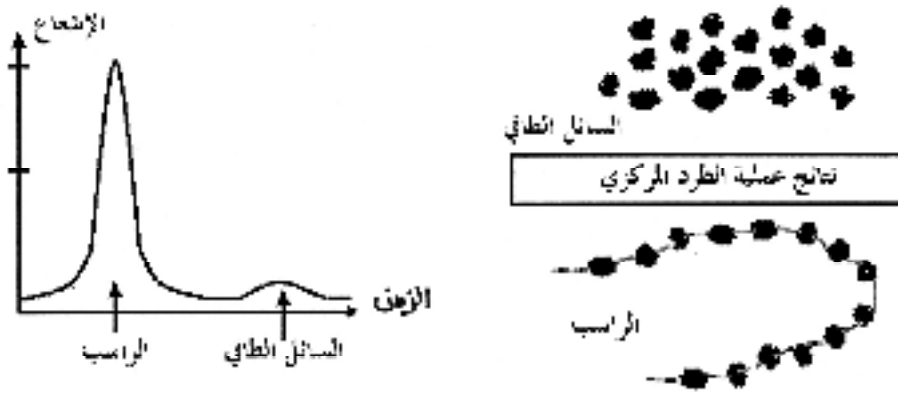 الإشعاع
الزمن
الراسب
السائل الطافي
السائل الطافي
نتائج عملية الطرد المركزي
الراسب